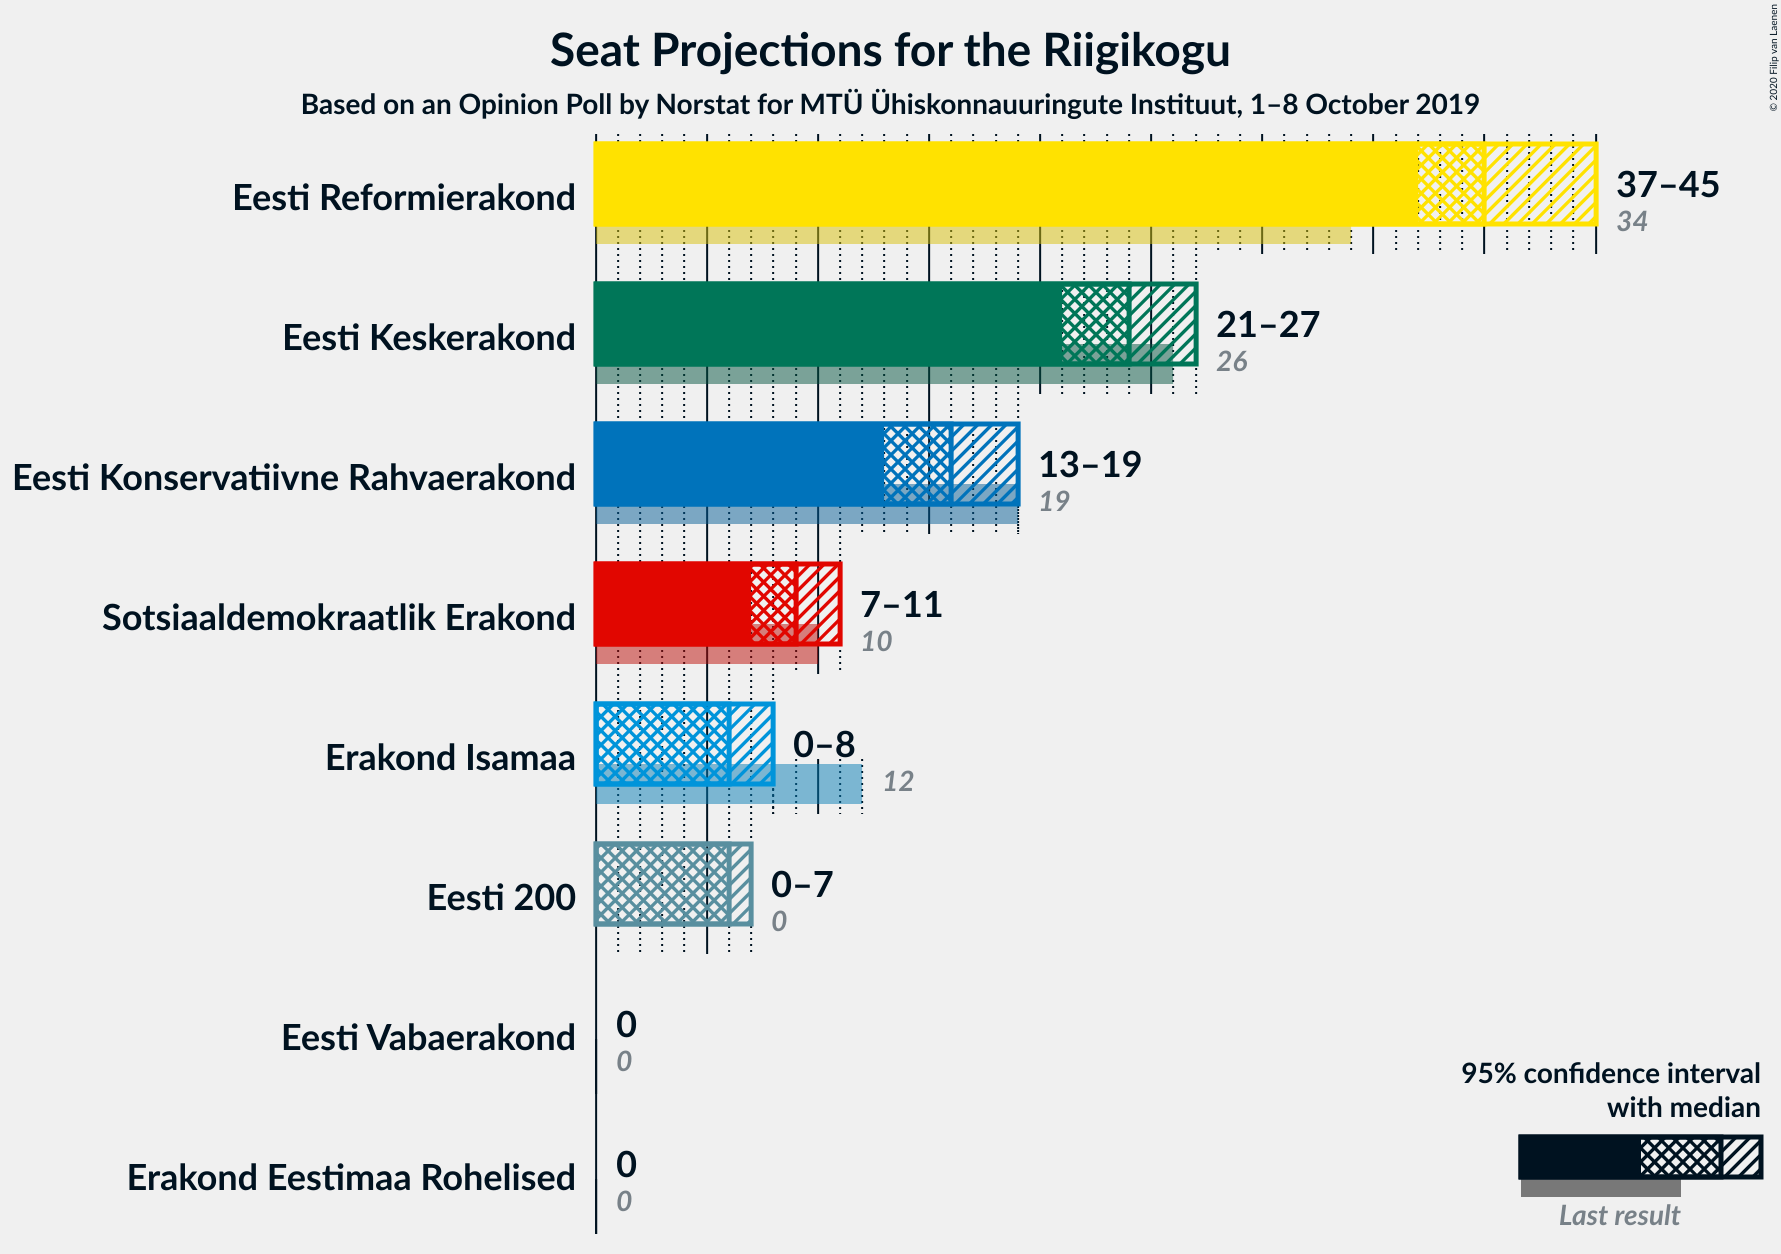 Seat Projections for the Riigikogu
Based on an Opinion Poll by Norstat for MTÜ Ühiskonnauuringute Instituut, 1–8 October 2019
© 2020 Filip van Laenen
Eesti Reformierakond
37–45
34
Eesti Keskerakond
21–27
26
Eesti Konservatiivne Rahvaerakond
13–19
19
Sotsiaaldemokraatlik Erakond
7–11
10
Erakond Isamaa
0–8
12
Eesti 200
0–7
0
Eesti Vabaerakond
0
0
Erakond Eestimaa Rohelised
0
0
95% confidence interval
with median
Last result